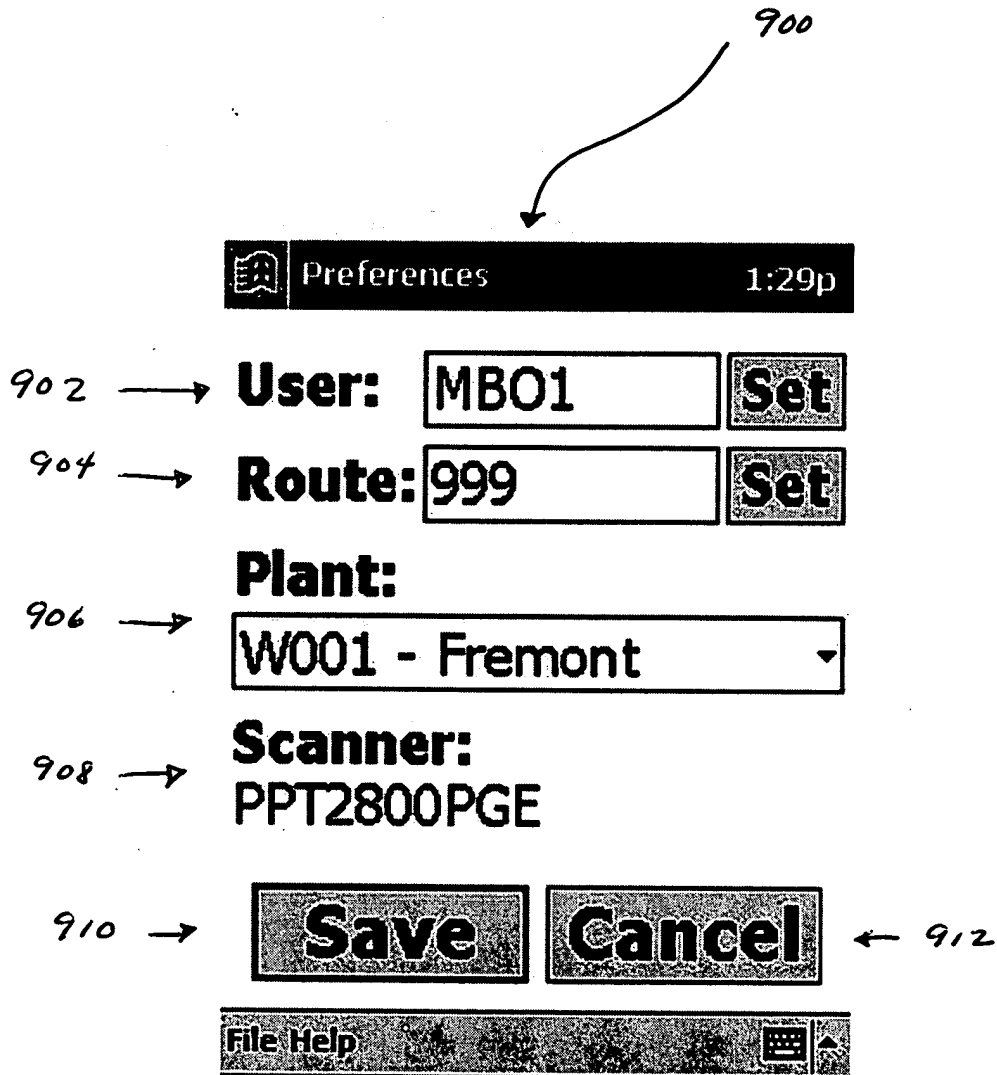 900
Preferences 1:29p
902 User: MBO1 Set
904 Route: 999 Set
Plant:
906 W001 - Fremont
Scanner:
908 PPT2800PGE
910 Save Cancel 912
File Help